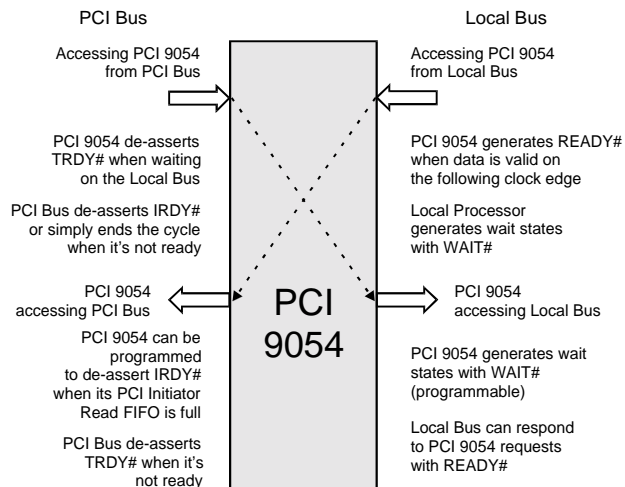 PCI Bus
Accessing PCI 9054
from PCI Bus
PCI 9054 de-asserts
TRDY# when waiting
on the Local Bus
PCI Bus de-asserts IRDY#
or simply ends the cycle
when it's not ready
PCI 9054
accessing PCI Bus
PCI 9054 can be
programmed
to de-assert IRDY#
when its PCI Initiator
Read FIFO is full
PCI Bus de-asserts
TRDY# when it's
not ready
PCI
9054
Local Bus
Accessing PCI 9054
from Local Bus
PCI 9054 generates READY#
when data is valid on
the following clock edge
Local Processor
generates wait states
with WAIT#
PCI 9054
accessing Local Bus
PCI 9054 generates wait
states with WAIT#
(programmable)
Local Bus can respond
to PCI 9054 requests
with READY#